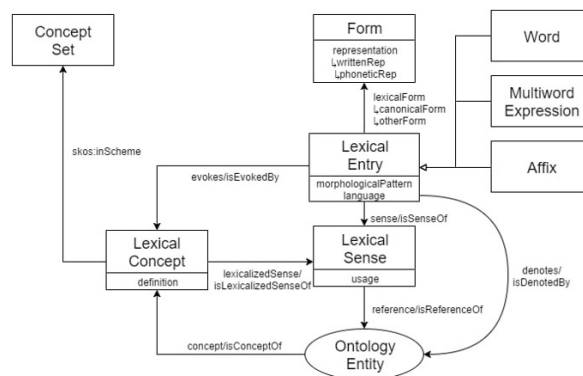 Concept
Set
Form
representation
↳writtenRep
↳phoneticRep
Word
Multiword
Expression
Affix
lexicalForm
↳canonicalForm
↳otherForm
skos:inScheme
Lexical
Entry
morphologicalPattern
language
evokes/isEvokedBy
sense/isSenseOf
Lexical
Concept
definition
lexicalizedSense/
isLexicalizedSenseOf
Lexical
Sense
usage
denotes/
isDenotedBy
reference/isReferenceOf
concept/isConceptOf
Ontology
Entity